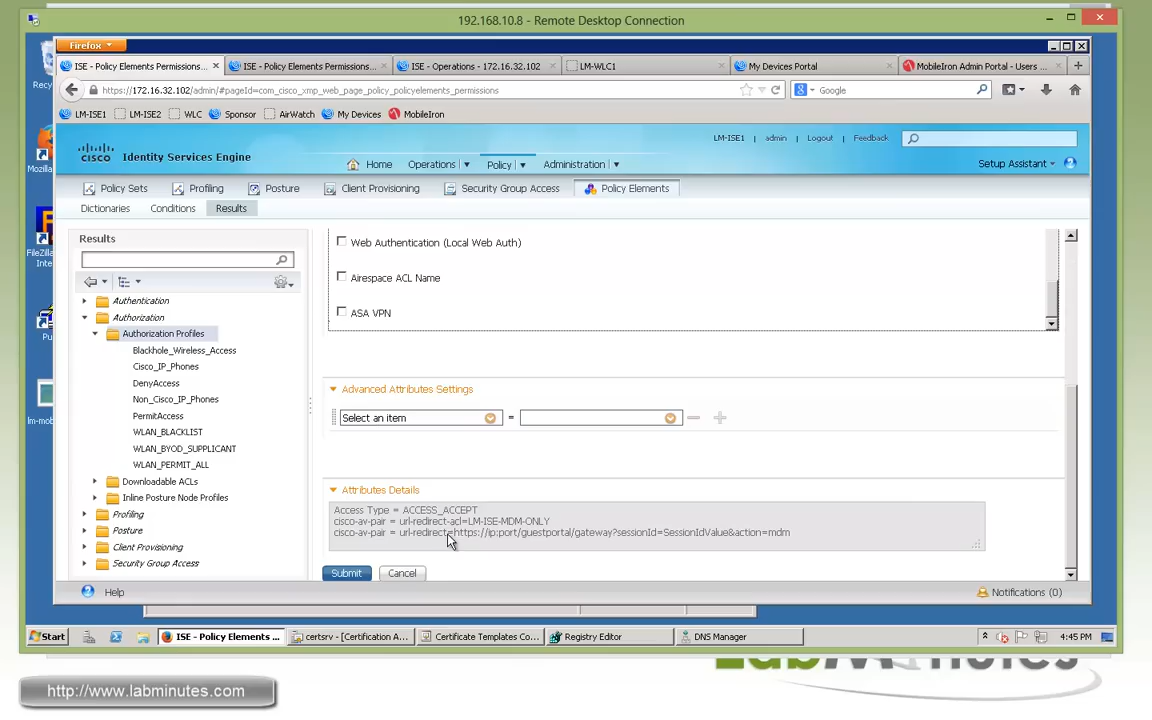 192.168.10.8 - Remote Desktop Connection
Recy
Firefox
ISE - Policy Elements Permissions...
ISE - Policy Elements Permissions...
ISE - Operations - 172.16.32.102
LM-WLC1
My Devices Portal
MobileIron Admin Portal - Users ...
https://172.16.32.102/admin/#pageId=com_cisco_xmp_web_page_policy_policyelements_permissions
Google
LM-ISE1
LM-ISE2
WLC
Sponsor
AirWatch
My Devices
MobileIron
cisco
Identity Services Engine
LM-ISE1
admin
Logout
Feedback
Home
Operations
Policy
Administration
Setup Assistant
Mozilla
Policy Sets
Profiling
Posture
Client Provisioning
Security Group Access
Policy Elements
Dictionaries
Conditions
Results
FileZilla
Inte
Pu
lm-mob
Results
Authentication
Authorization
Authorization Profiles
Blackhole_Wireless_Access
Cisco_IP_Phones
DenyAccess
Non_Cisco_IP_Phones
PermitAccess
WLAN_BLACKLIST
WLAN_BYOD_SUPPLICANT
WLAN_PERMIT_ALL
Downloadable ACLs
Inline Posture Node Profiles
Profiling
Posture
Client Provisioning
Security Group Access
Web Authentication (Local Web Auth)
Airespace ACL Name
ASA VPN
Advanced Attributes Settings
Select an item
=
Attributes Details
Access Type = ACCESS_ACCEPT
cisco-av-pair = url-redirect-acl=LM-ISE-MDM-ONLY
cisco-av-pair = url-redirect=https://ip:port/guestportal/gateway?sessionId=SessionIdValue&action=mdm
Submit
Cancel
Help
Notifications (0)
Start
ISE - Policy Elements ...
certsrv - [Certification A...
Certificate Templates Co...
Registry Editor
DNS Manager
4:45 PM
LabMinutes
http://www.labminutes.com